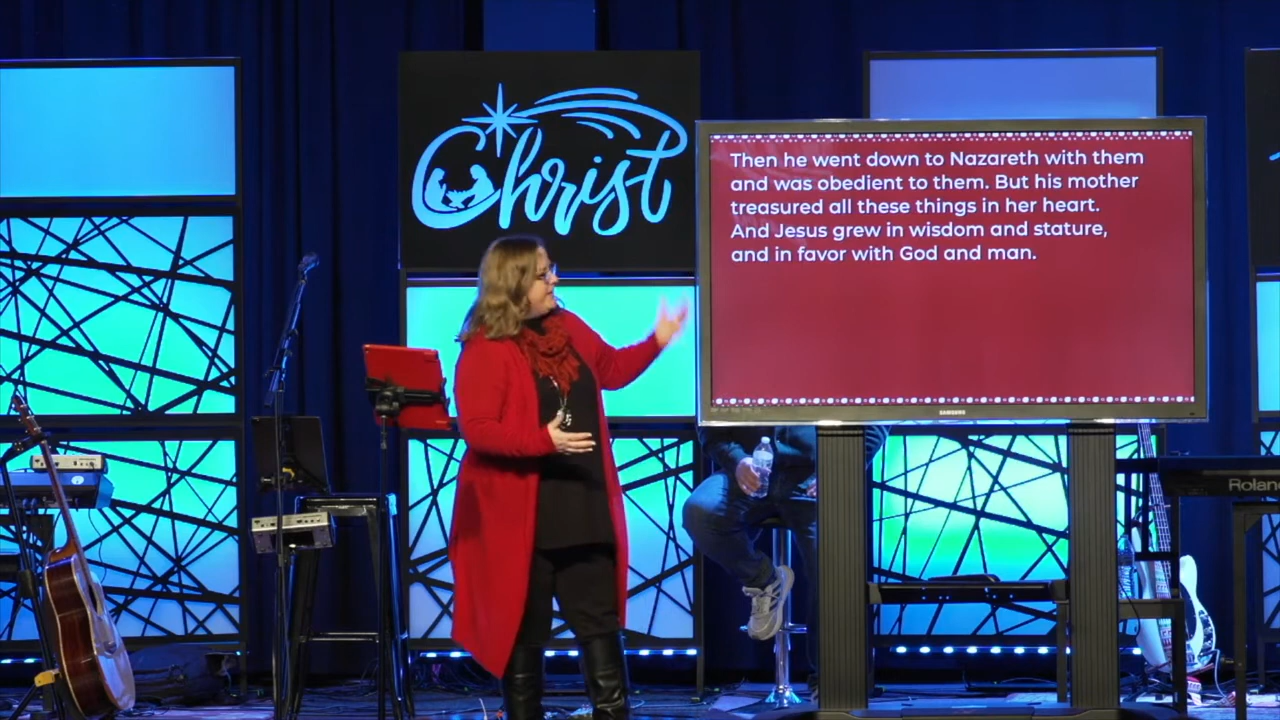 Christ
Then he went down to Nazareth with them
and was obedient to them. But his mother
treasured all these things in her heart.
And Jesus grew in wisdom and stature,
and in favor with God and man.
SAMSUNG
Roland